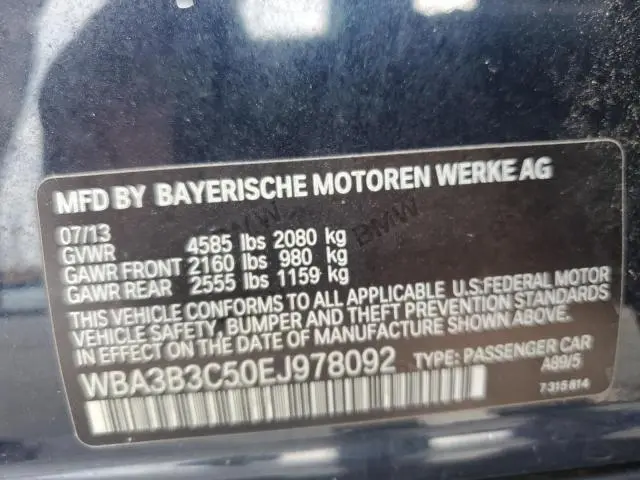 MFD BY BAYERISCHE MOTOREN WERKE AG
07/13
GVWR 4585 lbs 2080 kg
GAWR FRONT 2160 lbs 980 kg
GAWR REAR 2555 lbs 1159 kg
THIS VEHICLE CONFORMS TO ALL APPLICABLE U.S. FEDERAL MOTOR
VEHICLE SAFETY, BUMPER AND THEFT PREVENTION STANDARDS
IN EFFECT ON THE DATE OF MANUFACTURE SHOWN ABOVE.
WBA3B3C50EJ978092 TYPE: PASSENGER CAR
A89/5
7315814
BMW
BMW